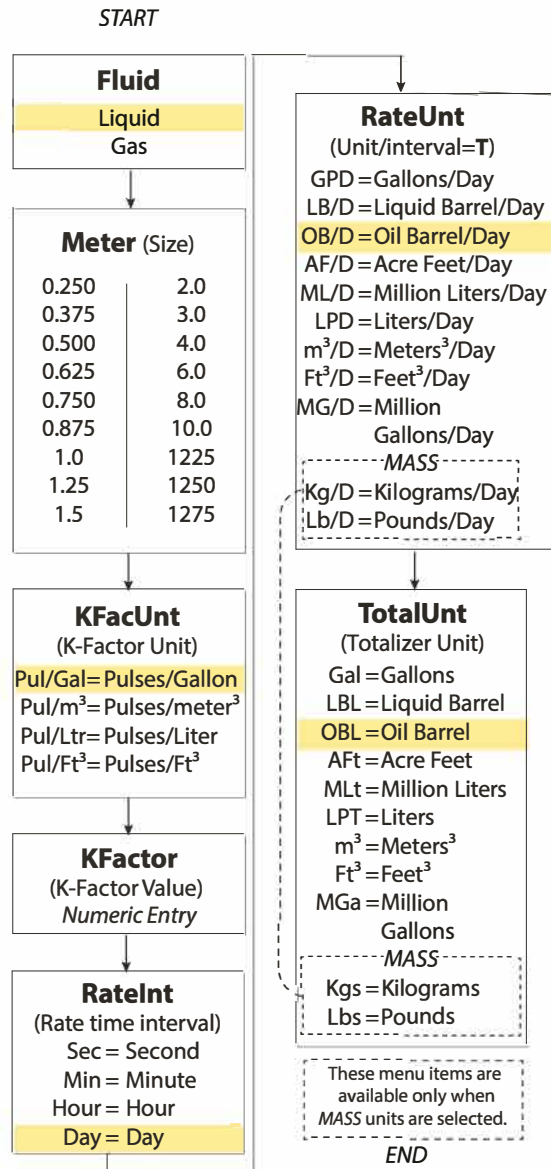 START
Fluid
Liquid
Gas
Meter (Size)
0.250 2.0
0.375 3.0
0.500 4.0
0.625 6.0
0.750 8.0
0.875 10.0
1.0 1225
1.25 1250
1.5 1275
KFacUnt
(K-Factor Unit)
Pul/Gal= Pulses/Gallon
Pul/m³= Pulses/meter³
Pul/Ltr= Pulses/Liter
Pul/Ft³= Pulses/Ft³
KFactor
(K-Factor Value)
Numeric Entry
RateInt
(Rate time interval)
Sec = Second
Min = Minute
Hour = Hour
Day = Day
RateUnt
(Unit/interval=T)
GPD = Gallons/Day
LB/D = Liquid Barrel/Day
OB/D = Oil Barrel/Day
AF/D = Acre Feet/Day
ML/D = Million Liters/Day
LPD = Liters/Day
m³/D = Meters³/Day
Ft³/D = Feet³/Day
MG/D = Million
Gallons/Day
MASS
Kg/D = Kilograms/Day
Lb/D = Pounds/Day
TotalUnt
(Totalizer Unit)
Gal = Gallons
LBL = Liquid Barrel
OBL = Oil Barrel
AFt = Acre Feet
MLt = Million Liters
LPT = Liters
m³ = Meters³
Ft³ = Feet³
MGa = Million
Gallons
MASS
Kgs = Kilograms
Lbs = Pounds
These menu items are
available only when
MASS units are selected.
END